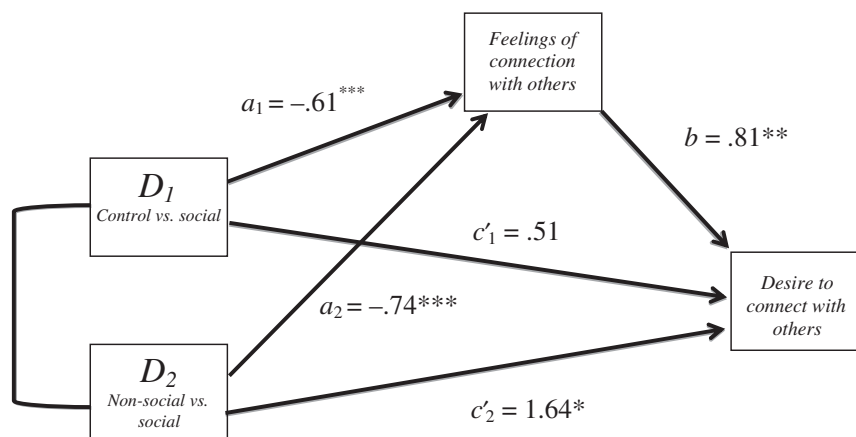 Feelings of
connection
with others
a₁ = –.61***
b = .81**
D₁
Control vs. social
c′₁ = .51
Desire to
connect with
others
a₂ = –.74***
D₂
Non-social vs.
social
c′₂ = 1.64*